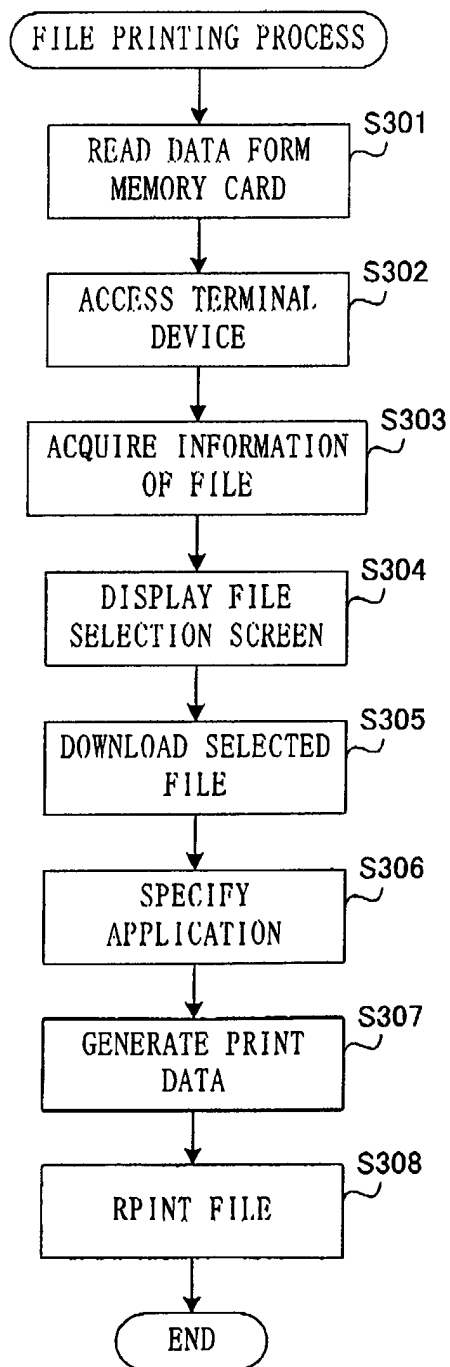 FILE PRINTING PROCESS
S301
READ DATA FORM
MEMORY CARD
S302
ACCESS TERMINAL
DEVICE
S303
ACQUIRE INFORMATION
OF FILE
S304
DISPLAY FILE
SELECTION SCREEN
S305
DOWNLOAD SELECTED
FILE
S306
SPECIFY
APPLICATION
S307
GENERATE PRINT
DATA
S308
RPINT FILE
END